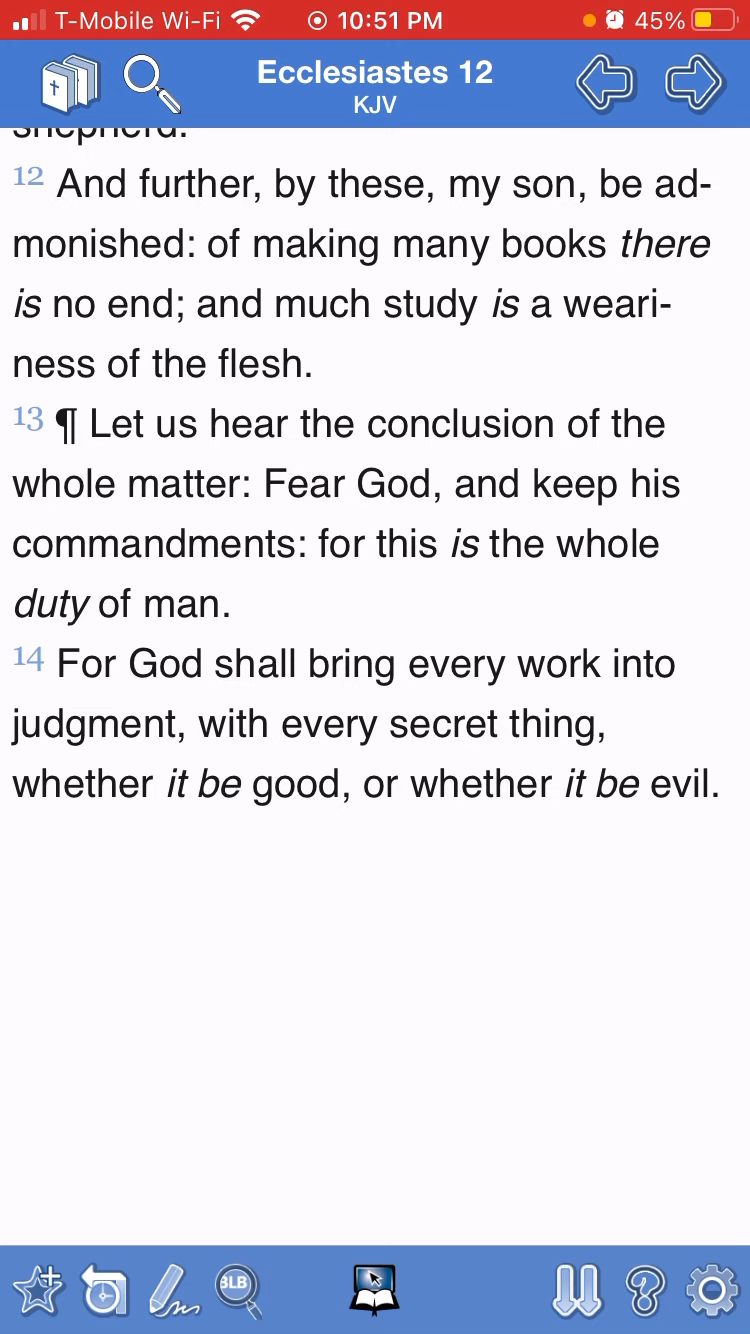 T-Mobile Wi-Fi 10:51 PM 45%
Ecclesiastes 12
KJV
shepherd.
12 And further, by these, my son, be ad-
monished: of making many books there
is no end; and much study is a weari-
ness of the flesh.
13 ¶ Let us hear the conclusion of the
whole matter: Fear God, and keep his
commandments: for this is the whole
duty of man.
14 For God shall bring every work into
judgment, with every secret thing,
whether it be good, or whether it be evil.
BLB